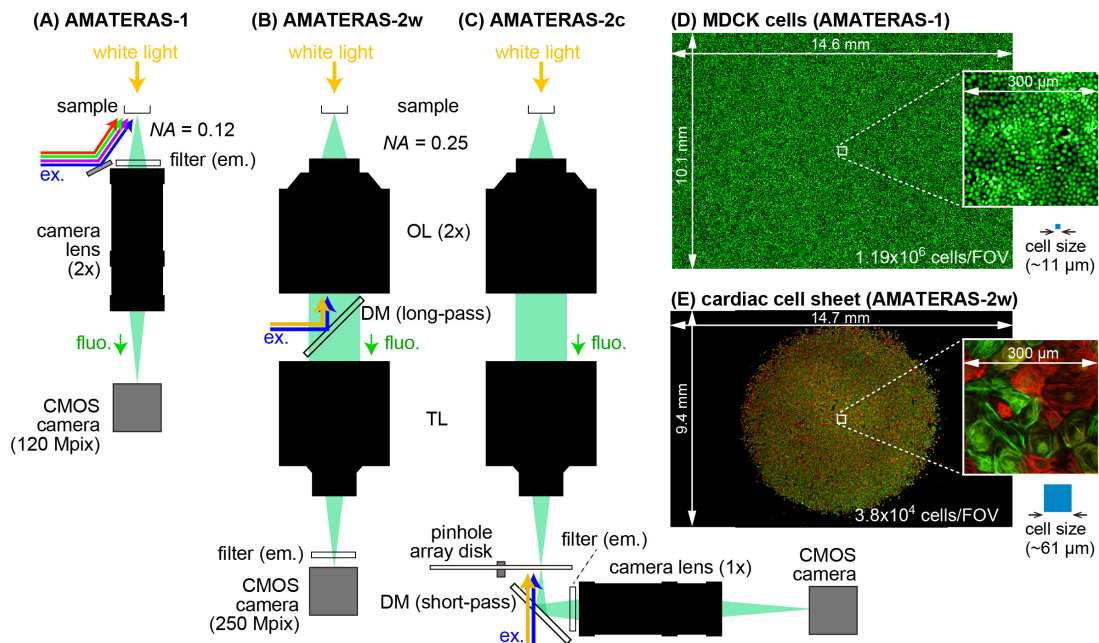 (A) AMATERAS-1
white light
sample
NA = 0.12
filter (em.)
ex.
camera
lens
(2x)
fluo.
CMOS
camera
(120 Mpix)
(B) AMATERAS-2w
white light
sample
NA = 0.25
OL (2x)
DM (long-pass)
ex.
fluo.
TL
filter (em.)
CMOS
camera
(250 Mpix)
(C) AMATERAS-2c
white light
fluo.
pinhole
array disk
filter (em.)
camera lens (1x)
CMOS
camera
DM (short-pass)
ex.
(D) MDCK cells (AMATERAS-1)
14.6 mm
10.1 mm
300 µm
1.19x10⁶ cells/FOV
cell size
(~11 µm)
(E) cardiac cell sheet (AMATERAS-2w)
14.7 mm
9.4 mm
300 µm
3.8x10⁴ cells/FOV
cell size
(~61 µm)